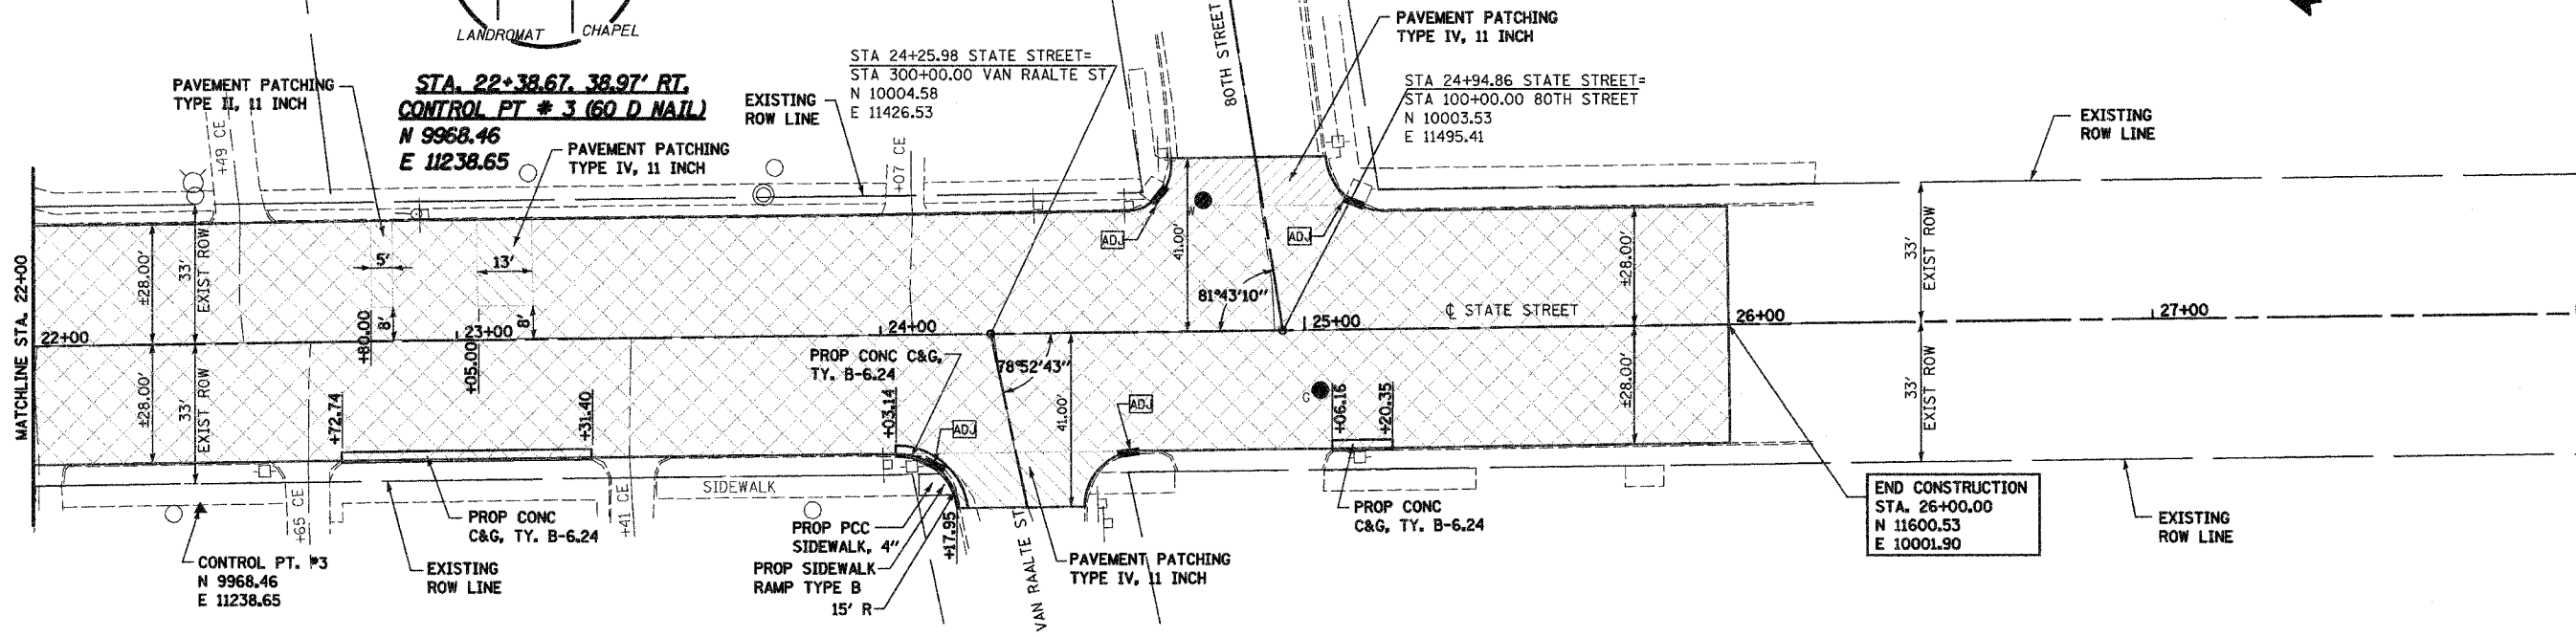 LANDROMAT
CHAPEL
STA. 22+38.67, 38.97' RT.
CONTROL PT # 3 (60 D NAIL)
N 9968.46
E 11238.65
PAVEMENT PATCHING
TYPE II, 11 INCH
PAVEMENT PATCHING
TYPE IV, 11 INCH
EXISTING
ROW LINE
STA 24+25.98 STATE STREET=
STA 300+00.00 VAN RAALTE ST
N 10004.58
E 11426.53
80TH STREET
PAVEMENT PATCHING
TYPE IV, 11 INCH
STA 24+94.86 STATE STREET=
STA 100+00.00 80TH STREET
N 10003.53
E 11495.41
EXISTING
ROW LINE
+49 CE
+07 CE
MATCHLINE STA. 22+00
±28.00'
33'
EXIST ROW
5'
13'
8'
8'
W
ADJ
41.00'
ADJ
81°43'10"
±28.00'
33'
EXIST ROW
22+00
+80.00
23+00
+05.00
24+00
25+00
℄ STATE STREET
26+00
27+00
±28.00'
33'
EXIST ROW
+72.74
+31.40
PROP CONC C&G,
TY. B-6.24
+03.14
ADJ
78°52'43"
41.00'
ADJ
G
+06.16
+20.35
±28.00'
33'
EXIST ROW
SIDEWALK
+65 CE
+41 CE
PROP CONC
C&G, TY. B-6.24
CONTROL PT. #3
N 9968.46
E 11238.65
EXISTING
ROW LINE
PROP PCC
SIDEWALK, 4"
PROP SIDEWALK
RAMP TYPE B
15' R
+17.95
VAN RAALTE ST
PAVEMENT PATCHING
TYPE IV, 11 INCH
PROP CONC
C&G, TY. B-6.24
END CONSTRUCTION
STA. 26+00.00
N 11600.53
E 10001.90
EXISTING
ROW LINE